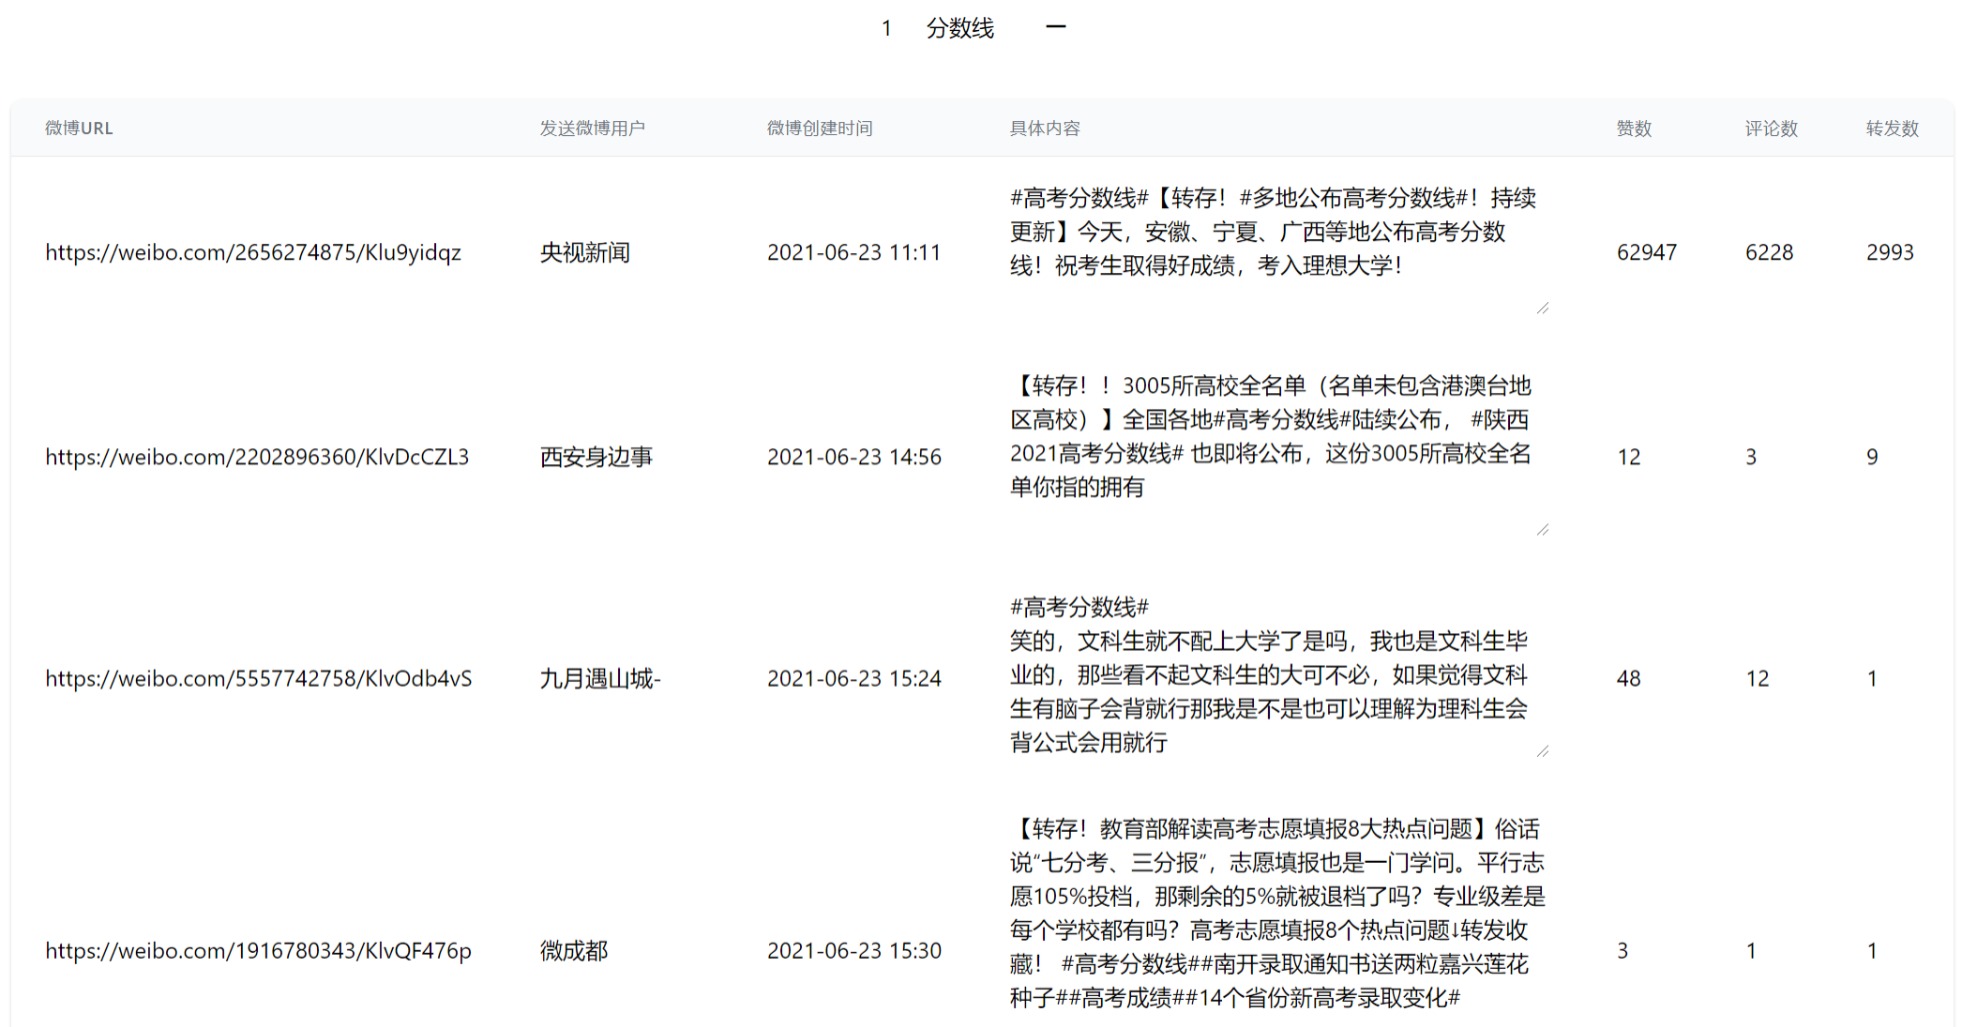 1 分数线 —
微博URL 发送微博用户 微博创建时间 具体内容 赞数 评论数 转发数
https://weibo.com/2656274875/Klu9yidqz 央视新闻 2021-06-23 11:11
#高考分数线#【转存！#多地公布高考分数线#！持续
更新】今天，安徽、宁夏、广西等地公布高考分数
线！祝考生取得好成绩，考入理想大学！
62947 6228 2993
https://weibo.com/2202896360/KlvDcCZL3 西安身边事 2021-06-23 14:56
【转存！！3005所高校全名单（名单未包含港澳台地
区高校）】全国各地#高考分数线#陆续公布， #陕西
2021高考分数线# 也即将公布，这份3005所高校全名
单你指的拥有
12 3 9
https://weibo.com/5557742758/KlvOdb4vS 九月遇山城- 2021-06-23 15:24
#高考分数线#
笑的，文科生就不配上大学了是吗，我也是文科生毕
业的，那些看不起文科生的大可不必，如果觉得文科
生有脑子会背就行那我是不是也可以理解为理科生会
背公式会用就行
48 12 1
https://weibo.com/1916780343/KlvQF476p 微成都 2021-06-23 15:30
【转存！教育部解读高考志愿填报8大热点问题】俗话
说“七分考、三分报”，志愿填报也是一门学问。平行志
愿105%投档，那剩余的5%就被退档了吗？专业级差是
每个学校都有吗？高考志愿填报8个热点问题↓转发收
藏！ #高考分数线##南开录取通知书送两粒嘉兴莲花
种子##高考成绩##14个省份新高考录取变化#
3 1 1